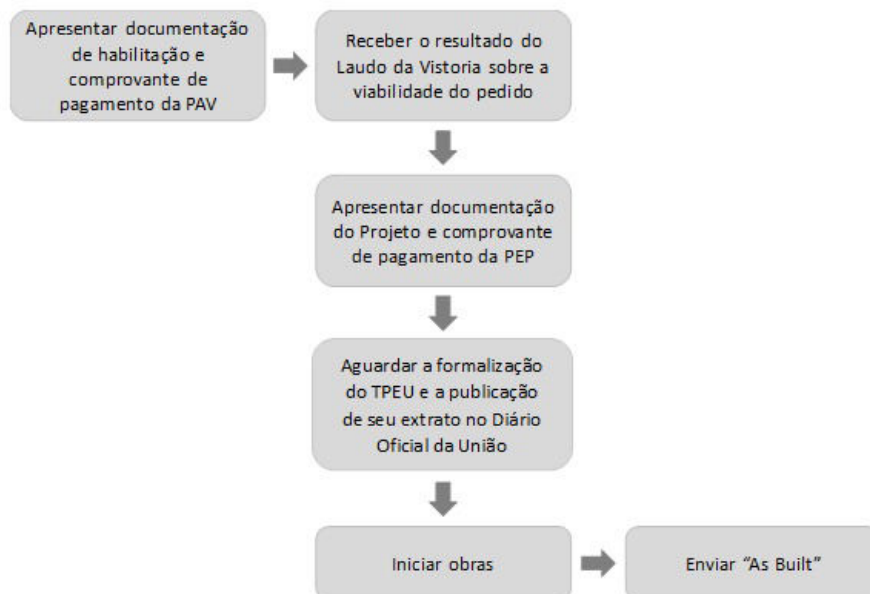 Apresentar documentação
de habilitação e
comprovante de
pagamento da PAV
Receber o resultado do
Laudo da Vistoria sobre a
viabilidade do pedido
Apresentar documentação
do Projeto e comprovante
de pagamento da PEP
Aguardar a formalização
do TPEU e a publicação
de seu extrato no Diário
Oficial da União
Iniciar obras
Enviar “As Built”